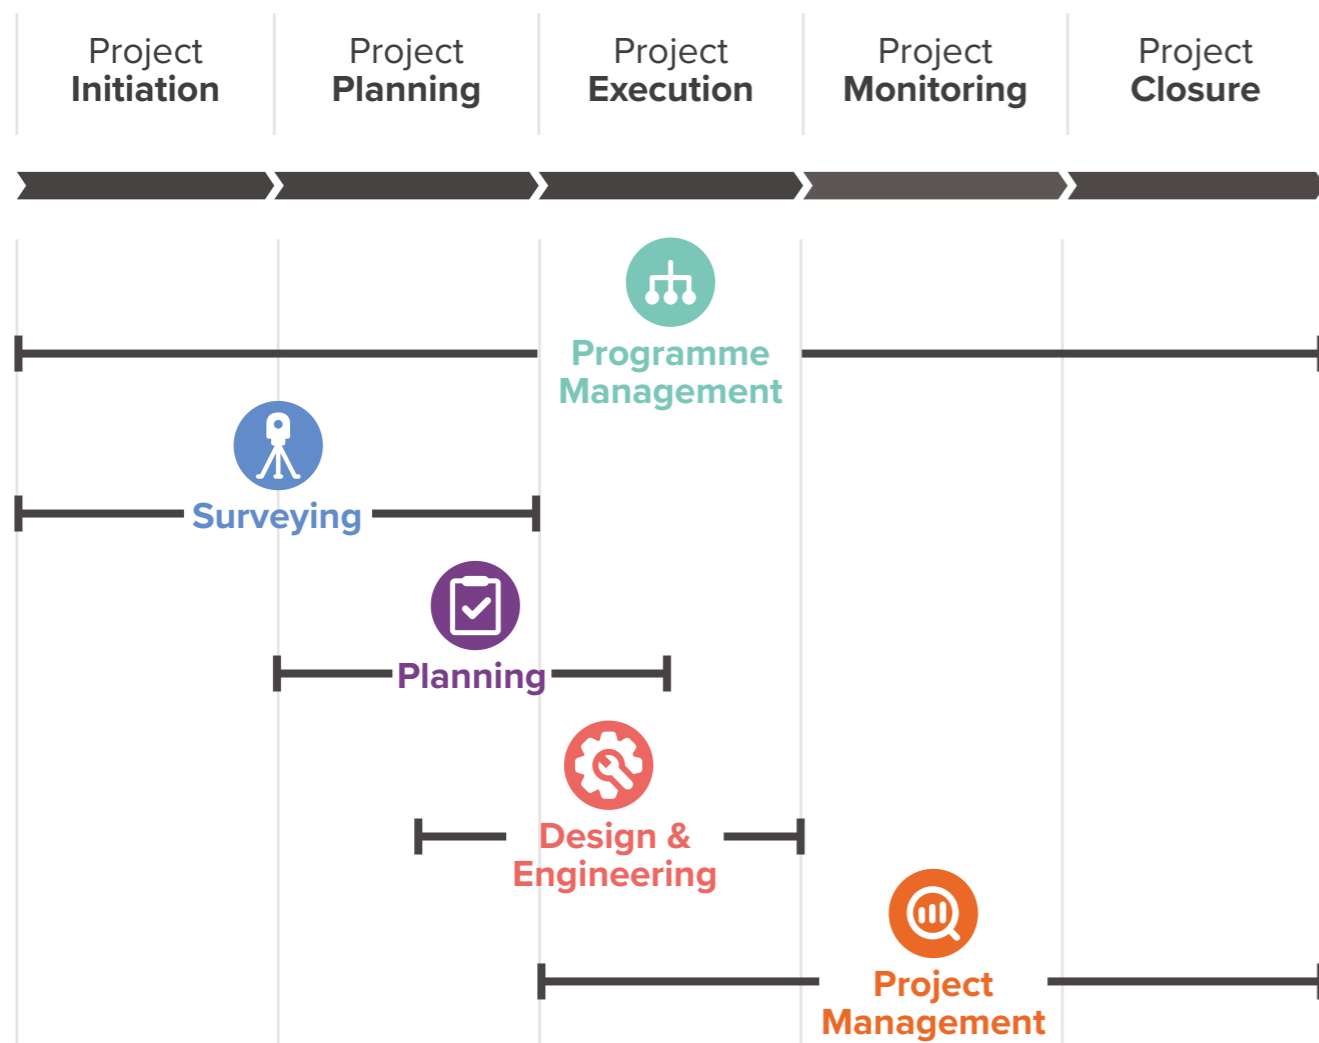 Project
Initiation
Project
Planning
Project
Execution
Project
Monitoring
Project
Closure
Programme
Management
Surveying
Planning
Design &
Engineering
Project
Management